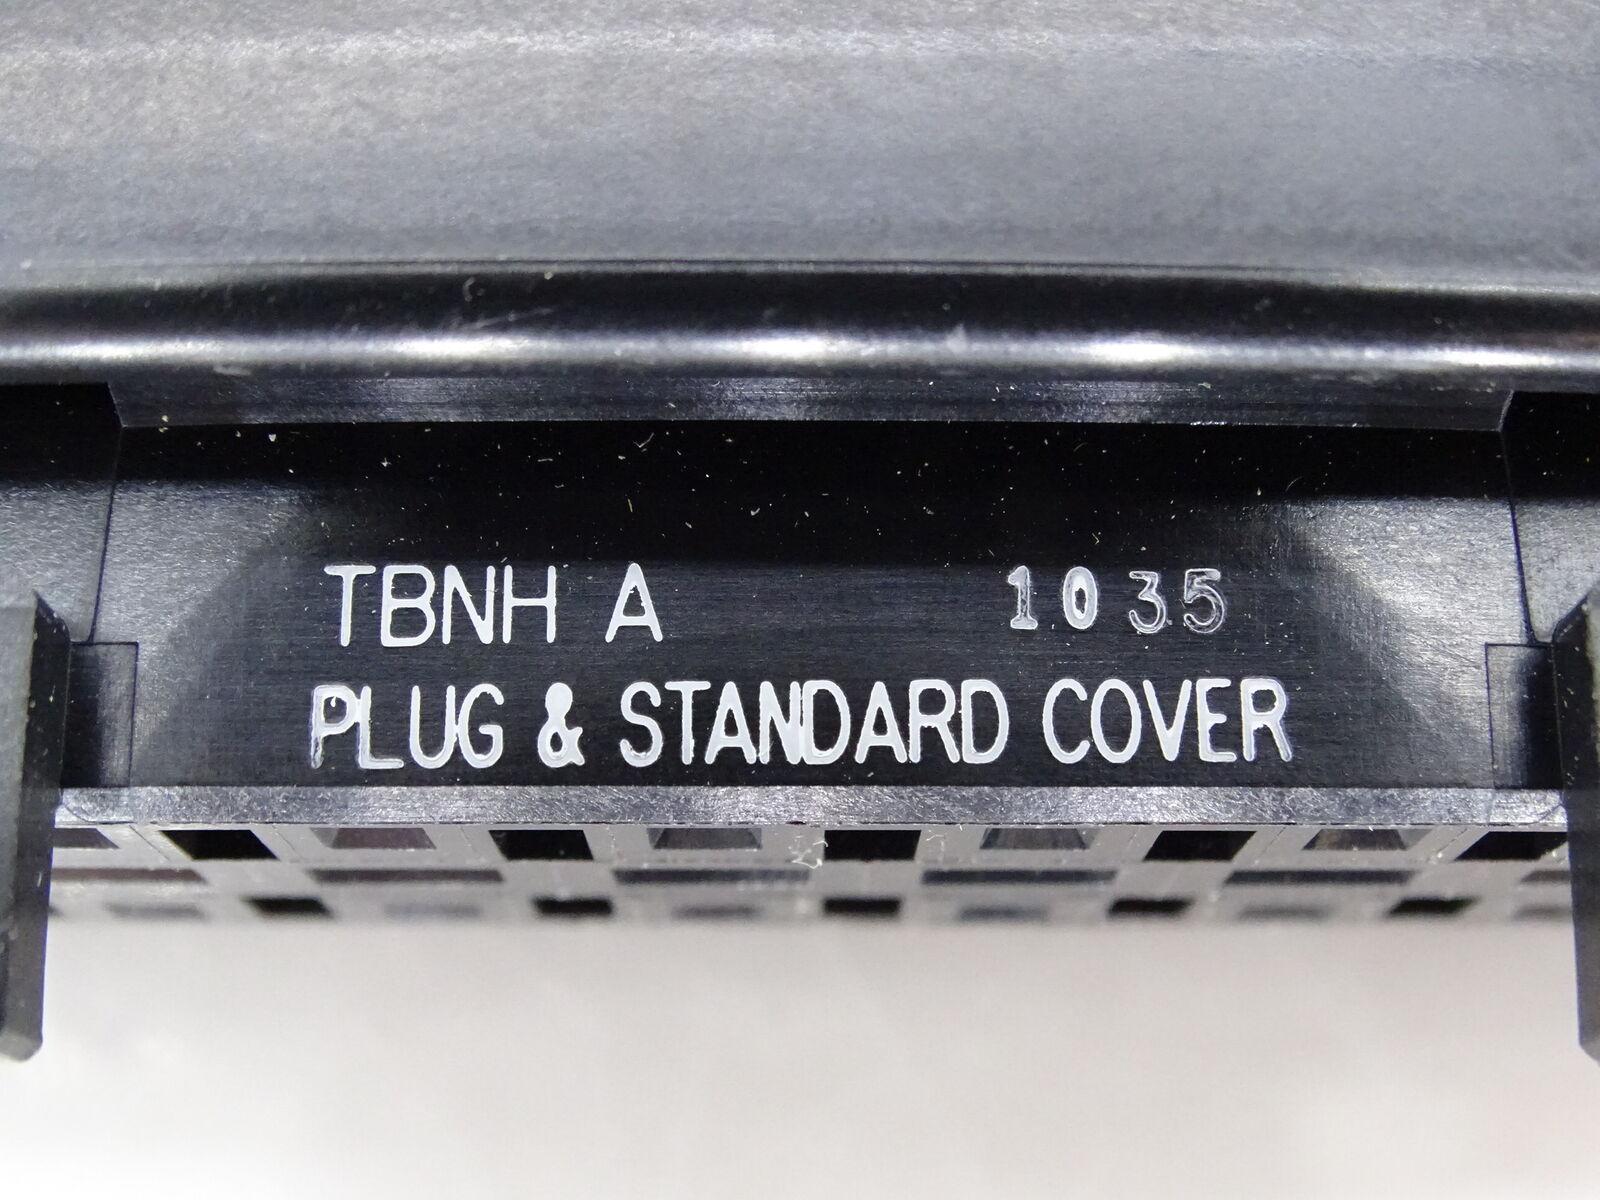 TBNH A 1035
PLUG & STANDARD COVER